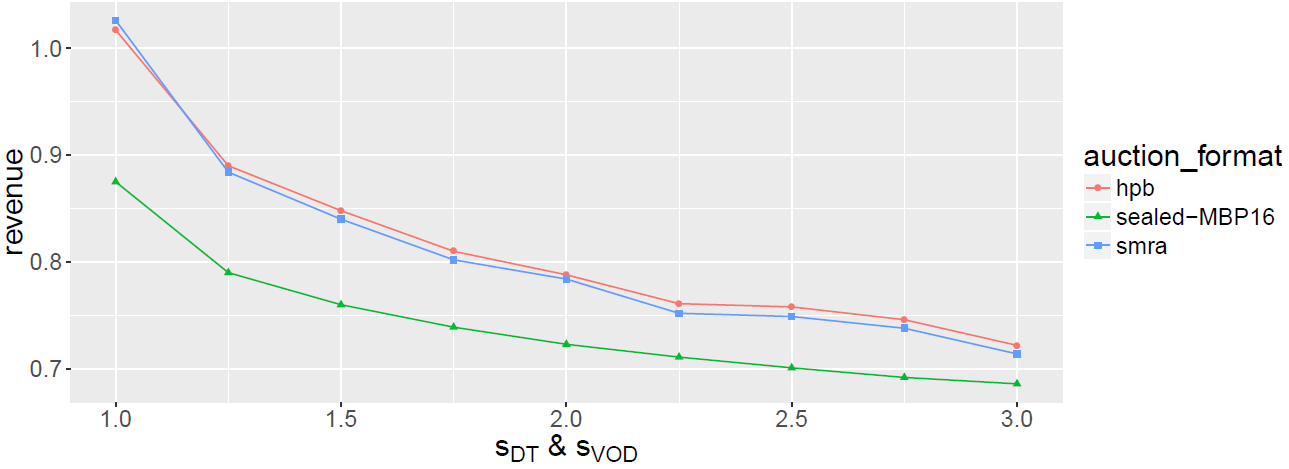 revenue
1.0
0.9
0.8
0.7
1.0 1.5 2.0 2.5 3.0
sDT & sVOD
auction_format
hpb
sealed−MBP16
smra